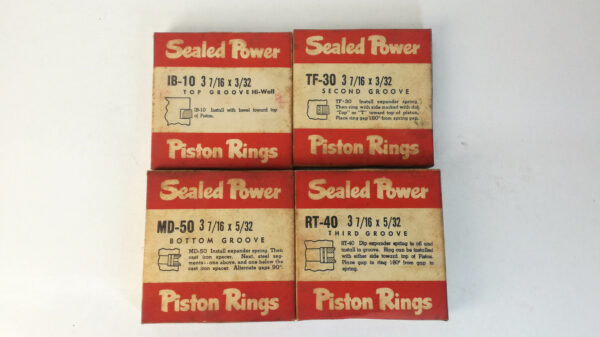 Sealed Power
IB-10 3 7/16 x 3/32
TOP GROOVE Hi-Wall
IB-10 Install with bevel toward top
of Piston.
Piston Rings
Sealed Power
TF-30 3 7/16 x 3/32
SECOND GROOVE
TF-30 Install expander spring.
Then ring with side marked with dot,
"Top" or "T" toward top of piston.
Place ring gap 180° from spring gap.
Piston Rings
Sealed Power
MD-50 3 7/16 x 5/32
BOTTOM GROOVE
MD-50 Install expander spring. Then
cast iron spacer. Next, steel seg-
ments—one above, and one below the
cast iron spacer. Alternate gaps 90°.
Piston Rings
Sealed Power
RT-40 3 7/16 x 5/32
THIRD GROOVE
RT-40 Dip expander spring in oil and
install in groove. Ring can be installed
with either side toward top of Piston.
Place gap in ring 180° from gap in
spring.
Piston Rings